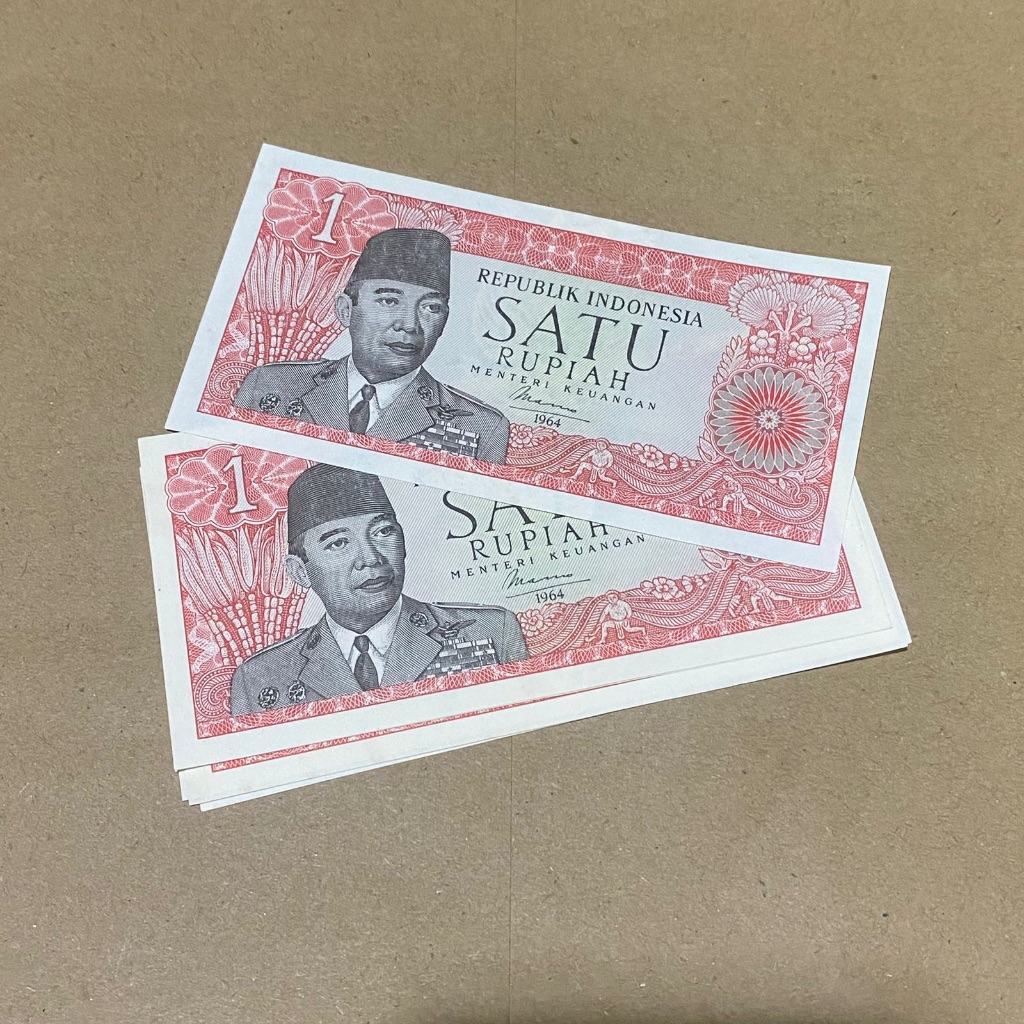 1
REPUBLIK INDONESIA
SATU
RUPIAH
MENTERI KEUANGAN
1964
1
RUPIAH
MENTERI KEUANGAN
1964